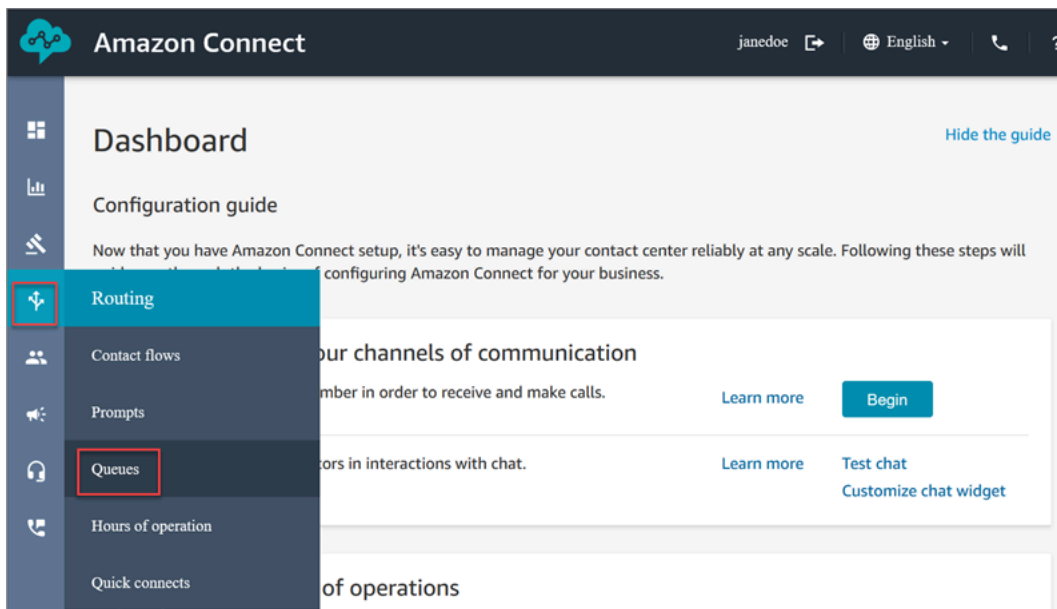 Amazon Connect
janedoe
English
?
Dashboard
Hide the guide
Configuration guide
Now that you have Amazon Connect setup, it's easy to manage your contact center reliably at any scale. Following these steps will
configuring Amazon Connect for your business.
Routing
Contact flows
our channels of communication
Prompts
mber in order to receive and make calls.
Learn more
Begin
Queues
tors in interactions with chat.
Learn more
Test chat
Customize chat widget
Hours of operation
Quick connects
of operations